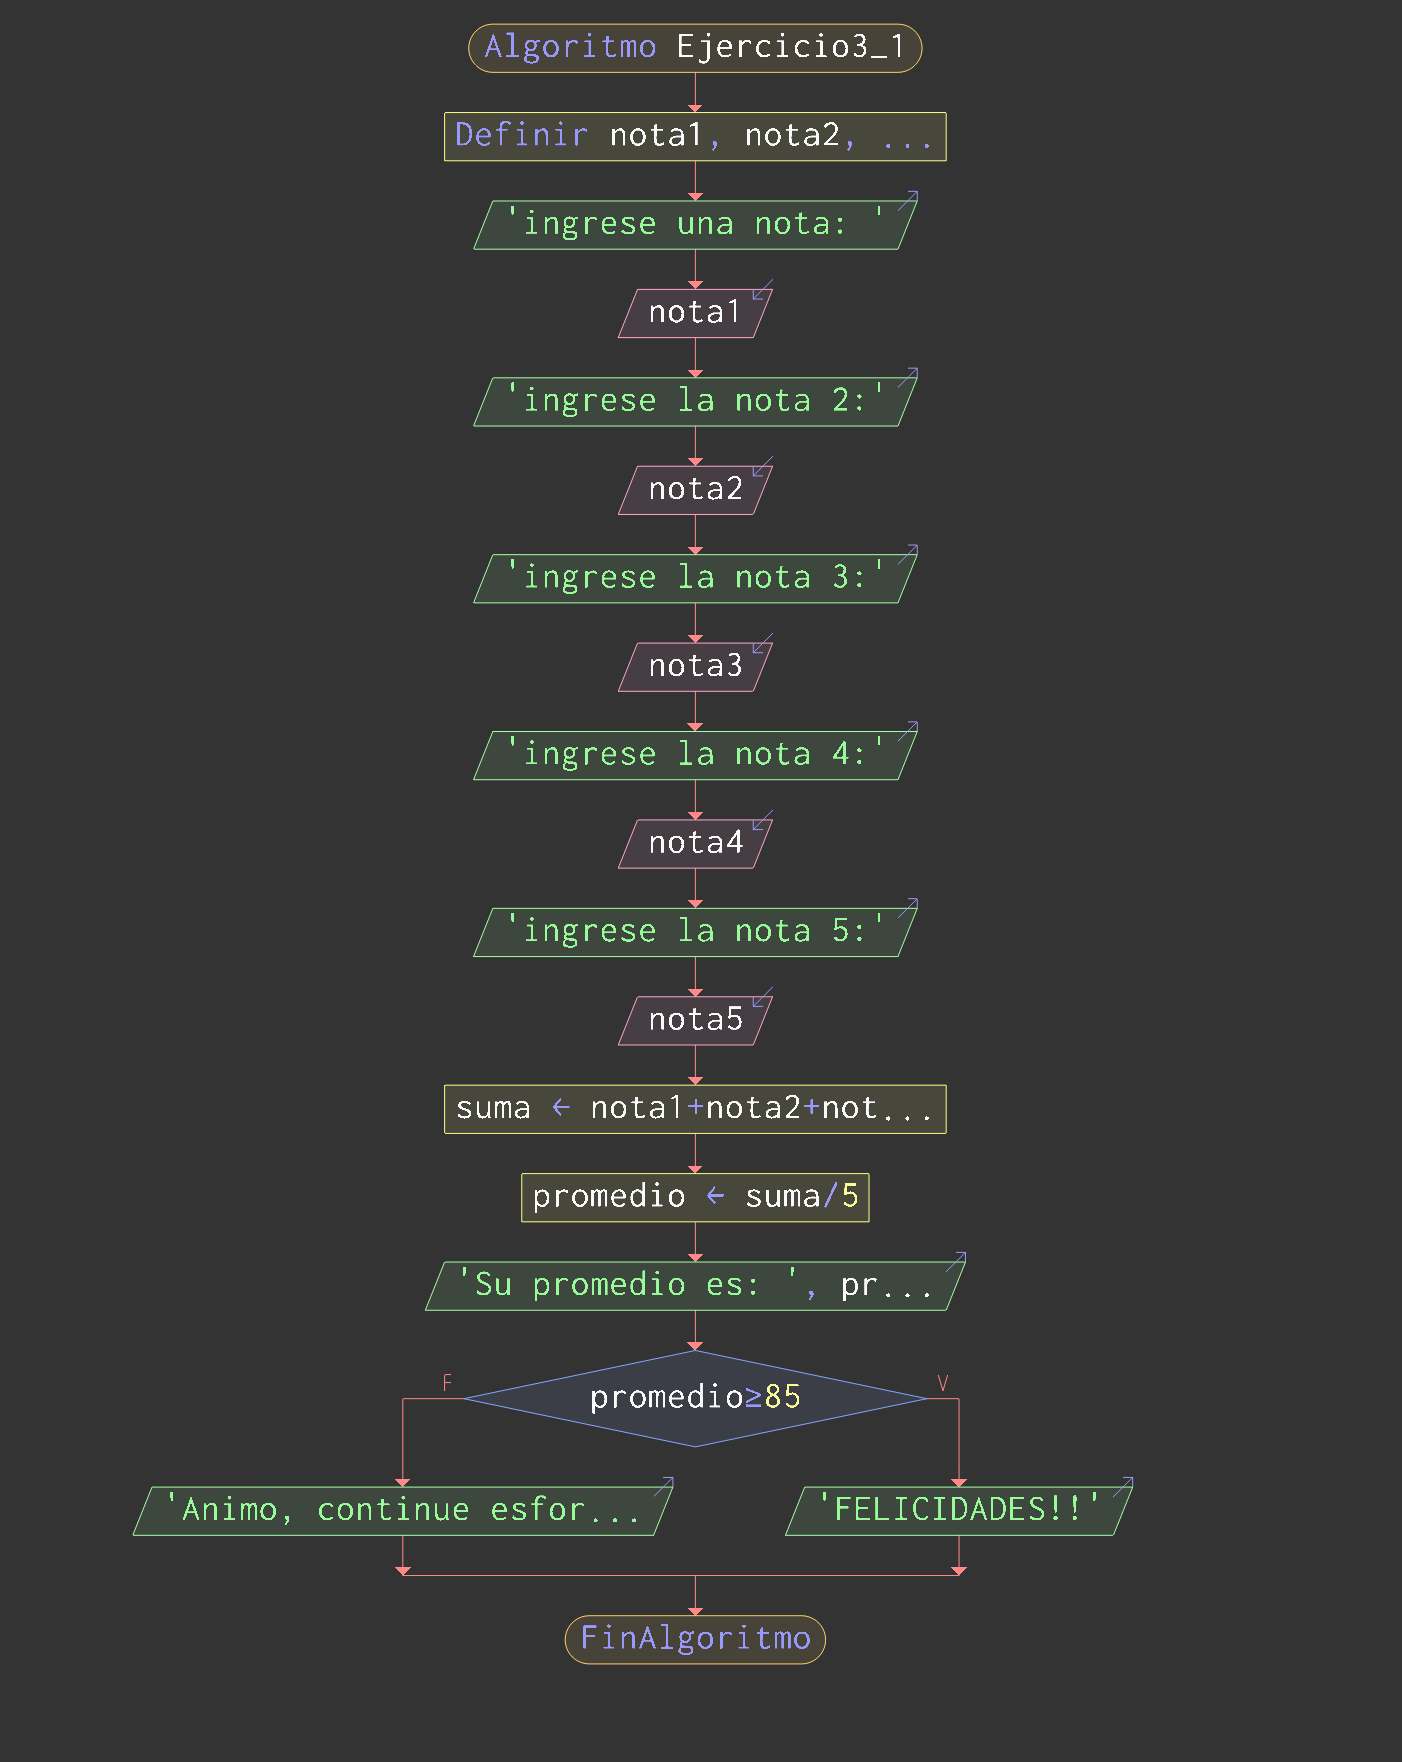 Algoritmo Ejercicio3_1
Definir nota1, nota2, ...
'ingrese una nota: '
nota1
'ingrese la nota 2:'
nota2
'ingrese la nota 3:'
nota3
'ingrese la nota 4:'
nota4
'ingrese la nota 5:'
nota5
suma ← nota1+nota2+not...
promedio ← suma/5
'Su promedio es: ', pr...
F
V
promedio≥85
'Animo, continue esfor...
'FELICIDADES!!'
FinAlgoritmo